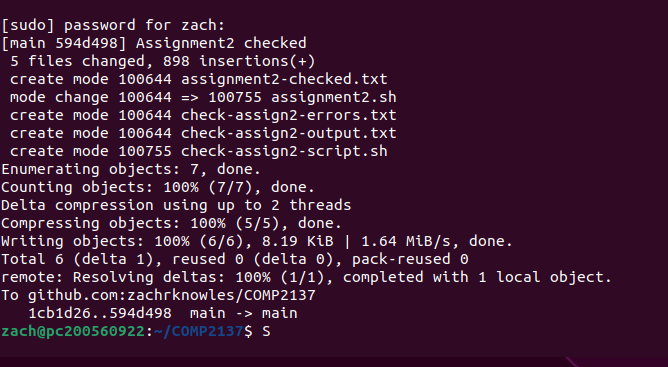 [sudo] password for zach:
[main 594d498] Assignment2 checked
 5 files changed, 898 insertions(+)
 create mode 100644 assignment2-checked.txt
 mode change 100644 => 100755 assignment2.sh
 create mode 100644 check-assign2-errors.txt
 create mode 100644 check-assign2-output.txt
 create mode 100755 check-assign2-script.sh
Enumerating objects: 7, done.
Counting objects: 100% (7/7), done.
Delta compression using up to 2 threads
Compressing objects: 100% (5/5), done.
Writing objects: 100% (6/6), 8.19 KiB | 1.64 MiB/s, done.
Total 6 (delta 1), reused 0 (delta 0), pack-reused 0
remote: Resolving deltas: 100% (1/1), completed with 1 local object.
To github.com:zachrknowles/COMP2137
   1cb1d26..594d498  main -> main
zach@pc200560922:~/COMP2137$ S